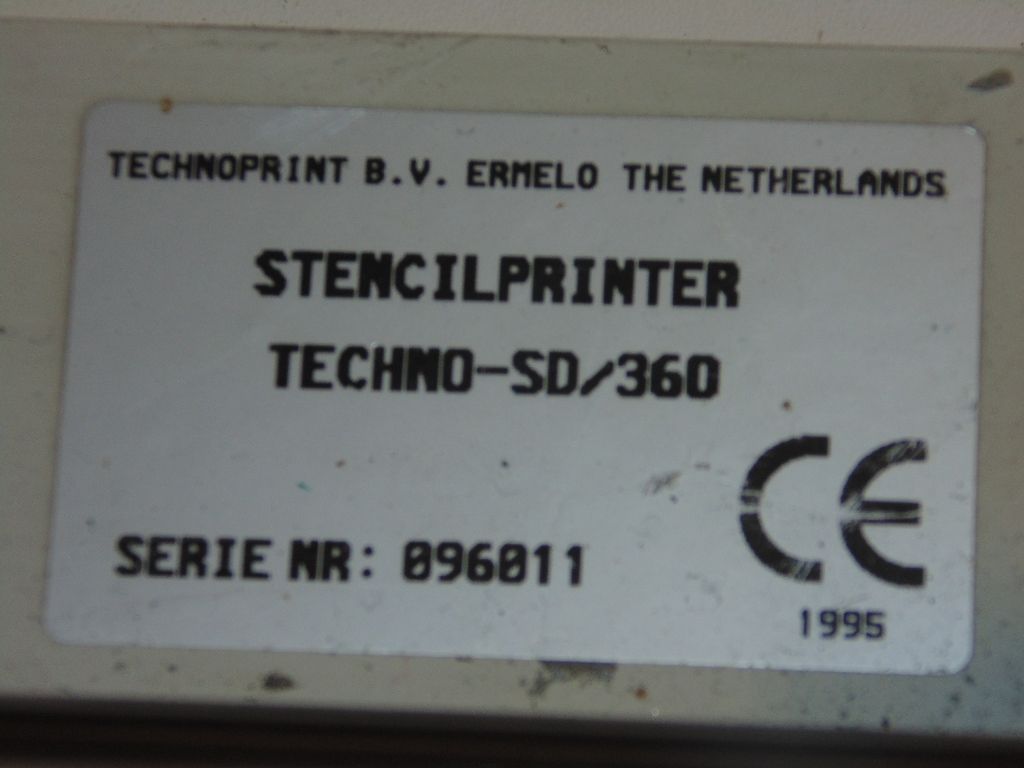 TECHNOPRINT B.V. ERMELO THE NETHERLANDS
STENCILPRINTER
TECHNO-SD/360
CE
SERIE NR: 096011
1995